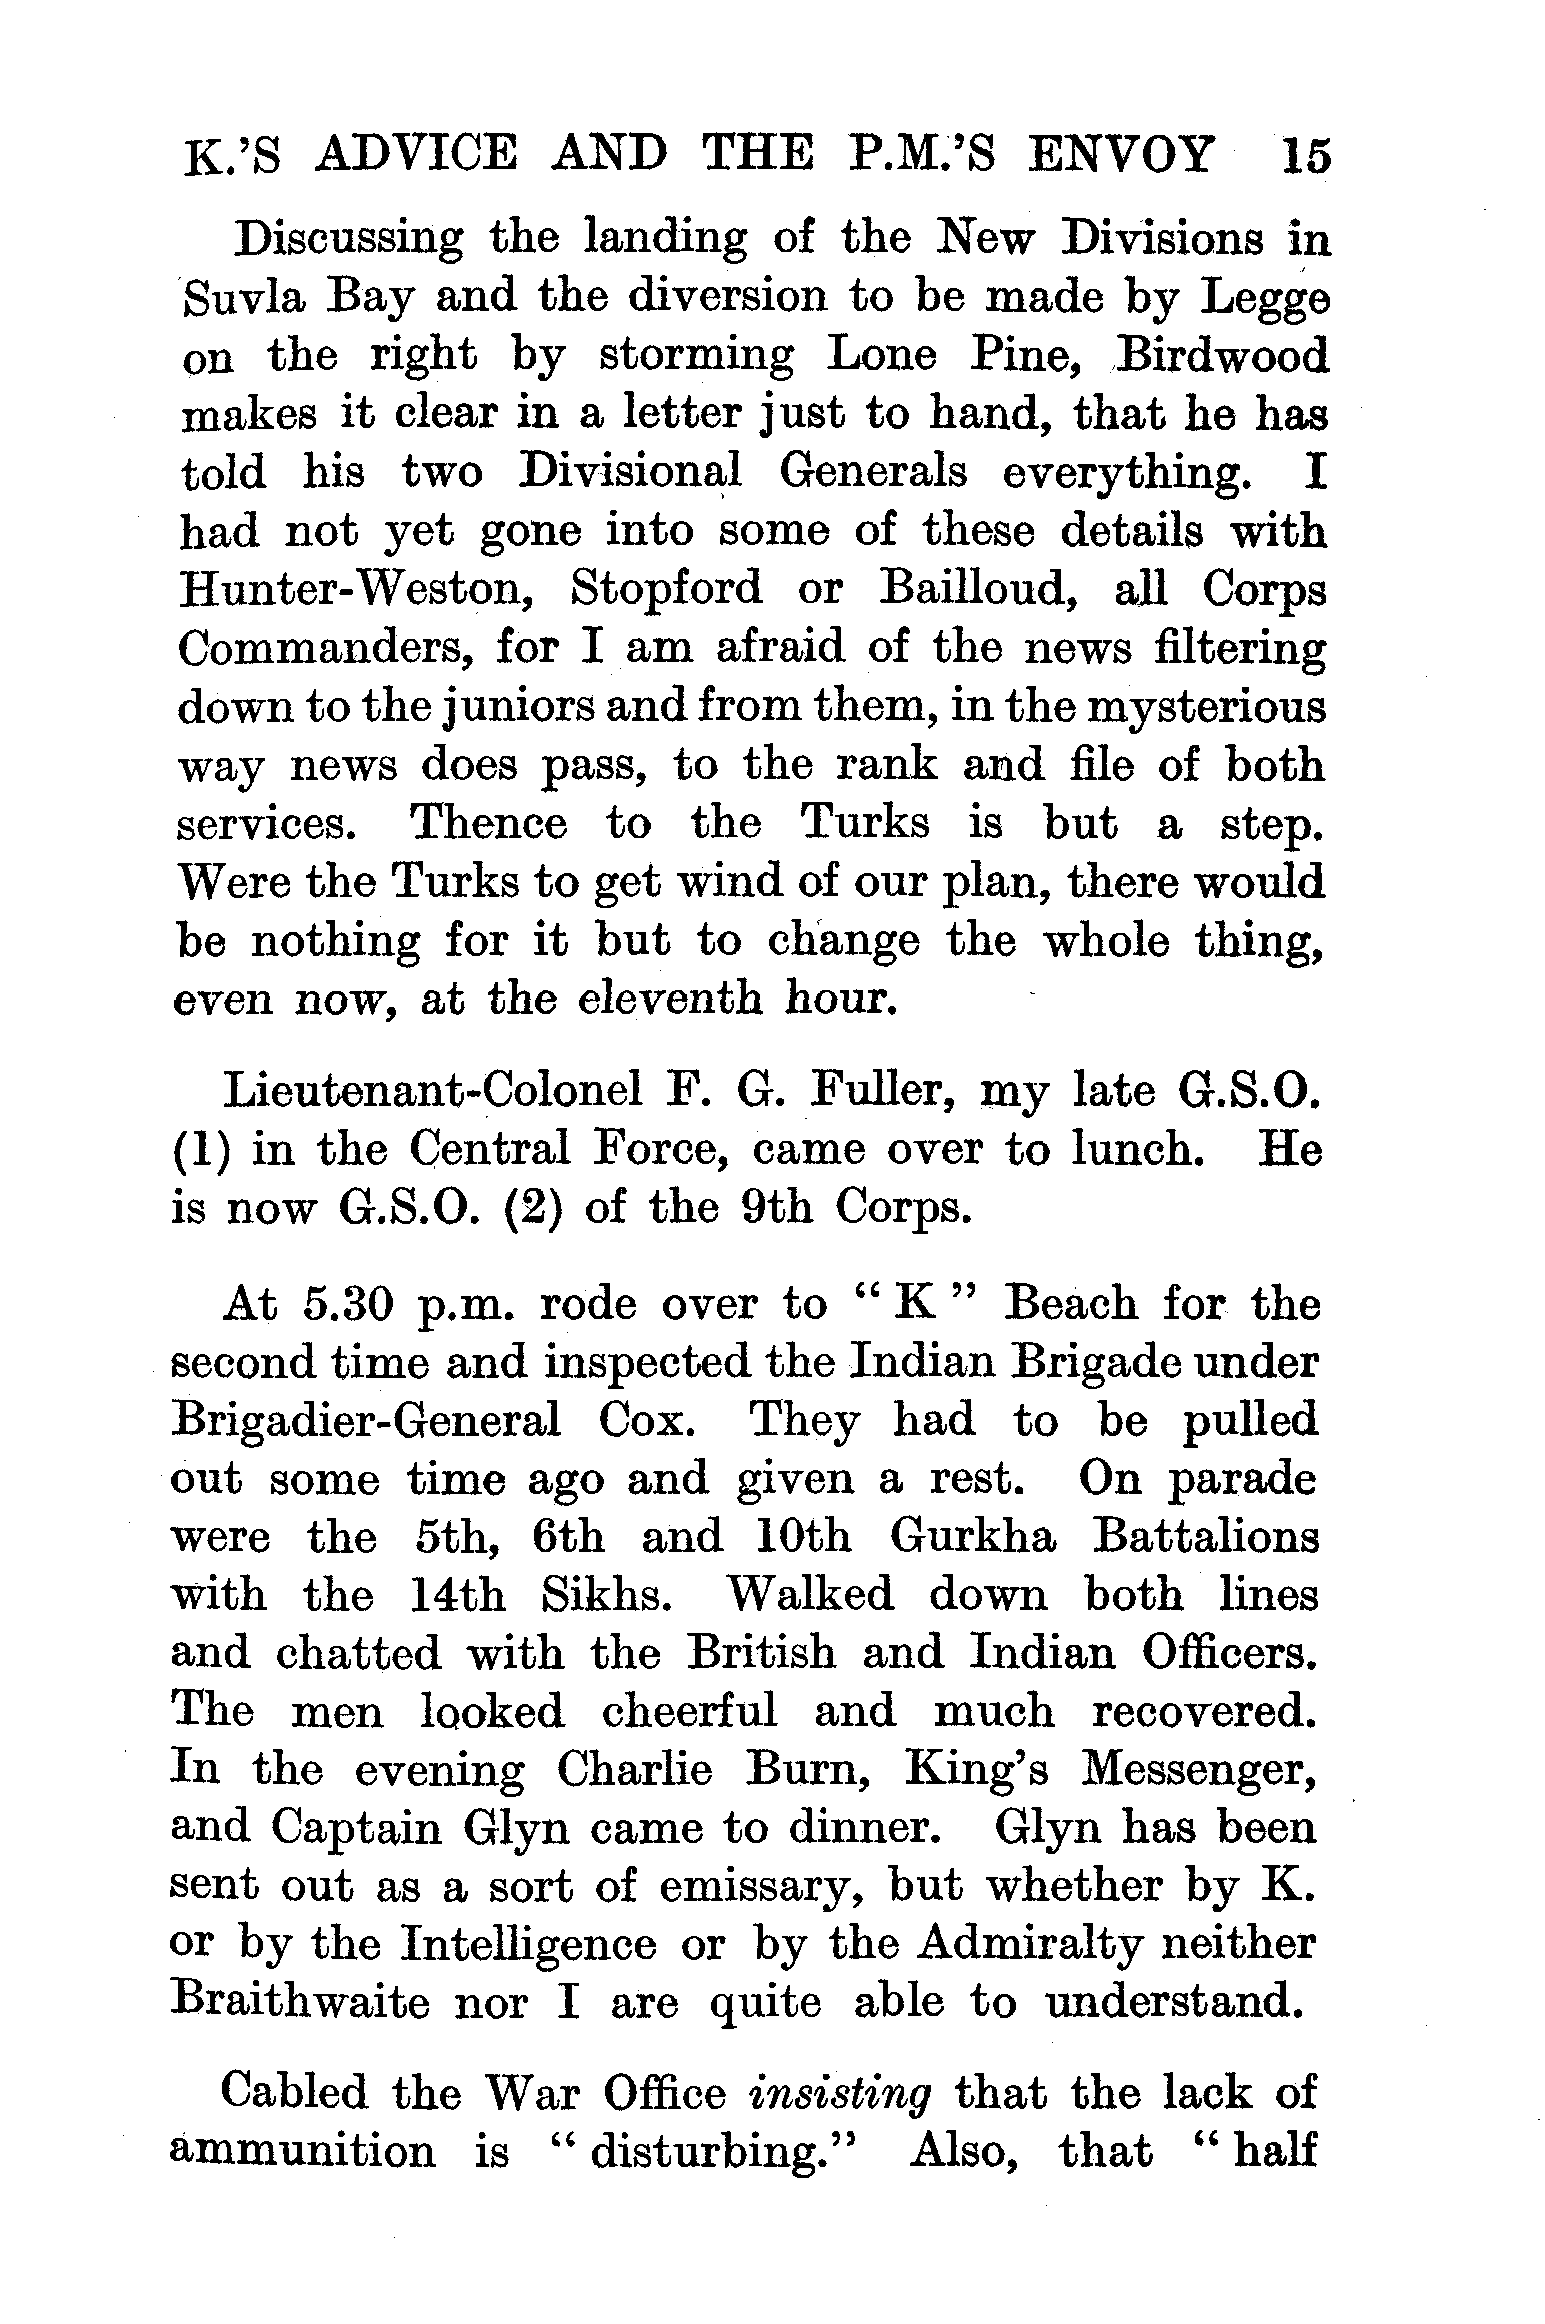 K.'S ADVICE AND THE P.M.'S ENVOY 15
Discussing the landing of the New Divisions in
Suvla Bay and the diversion to be made by Legge
on the right by storming Lone Pine, Birdwood
makes it clear in a letter just to hand, that he has
told his two Divisional Generals everything. I
had not yet gone into some of these details with
Hunter-Weston, Stopford or Bailloud, all Corps
Commanders, for I am afraid of the news filtering
down to the juniors and from them, in the mysterious
way news does pass, to the rank and file of both
services. Thence to the Turks is but a step.
Were the Turks to get wind of our plan, there would
be nothing for it but to change the whole thing,
even now, at the eleventh hour.
Lieutenant-Colonel F. G. Fuller, my late G.S.O.
(1) in the Central Force, came over to lunch. He
is now G.S.O. (2) of the 9th Corps.
At 5.30 p.m. rode over to " K " Beach for the
second time and inspected the Indian Brigade under
Brigadier-General Cox. They had to be pulled
out some time ago and given a rest. On parade
were the 5th, 6th and 10th Gurkha Battalions
with the 14th Sikhs. Walked down both lines
and chatted with the British and Indian Officers.
The men looked cheerful and much recovered.
In the evening Charlie Burn, King's Messenger,
and Captain Glyn came to dinner. Glyn has been
sent out as a sort of emissary, but whether by K.
or by the Intelligence or by the Admiralty neither
Braithwaite nor I are quite able to understand.
Cabled the War Office insisting that the lack of
ammunition is " disturbing." Also, that " half